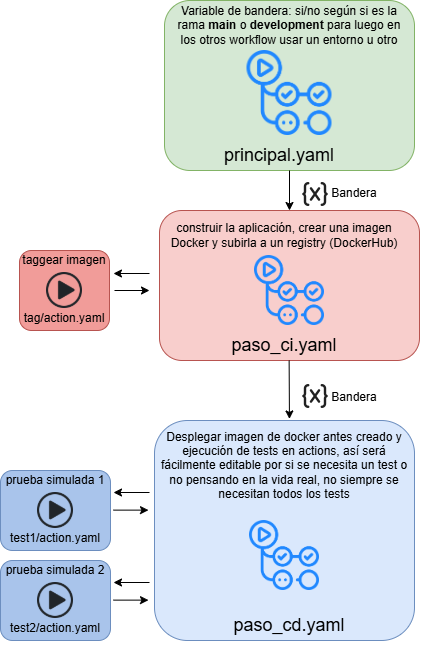 Variable de bandera: si/no según si es la
rama main o development para luego en
los otros workflow usar un entorno u otro
principal.yaml
{x} Bandera
construir la aplicación, crear una imagen
Docker y subirla a un registry (DockerHub)
paso_ci.yaml
taggear imagen
tag/action.yaml
{x} Bandera
Desplegar imagen de docker antes creado y
ejecución de tests en actions, así será
fácilmente editable por si se necesita un test o
no pensando en la vida real, no siempre se
necesitan todos los tests
paso_cd.yaml
prueba simulada 1
test1/action.yaml
prueba simulada 2
test2/action.yaml